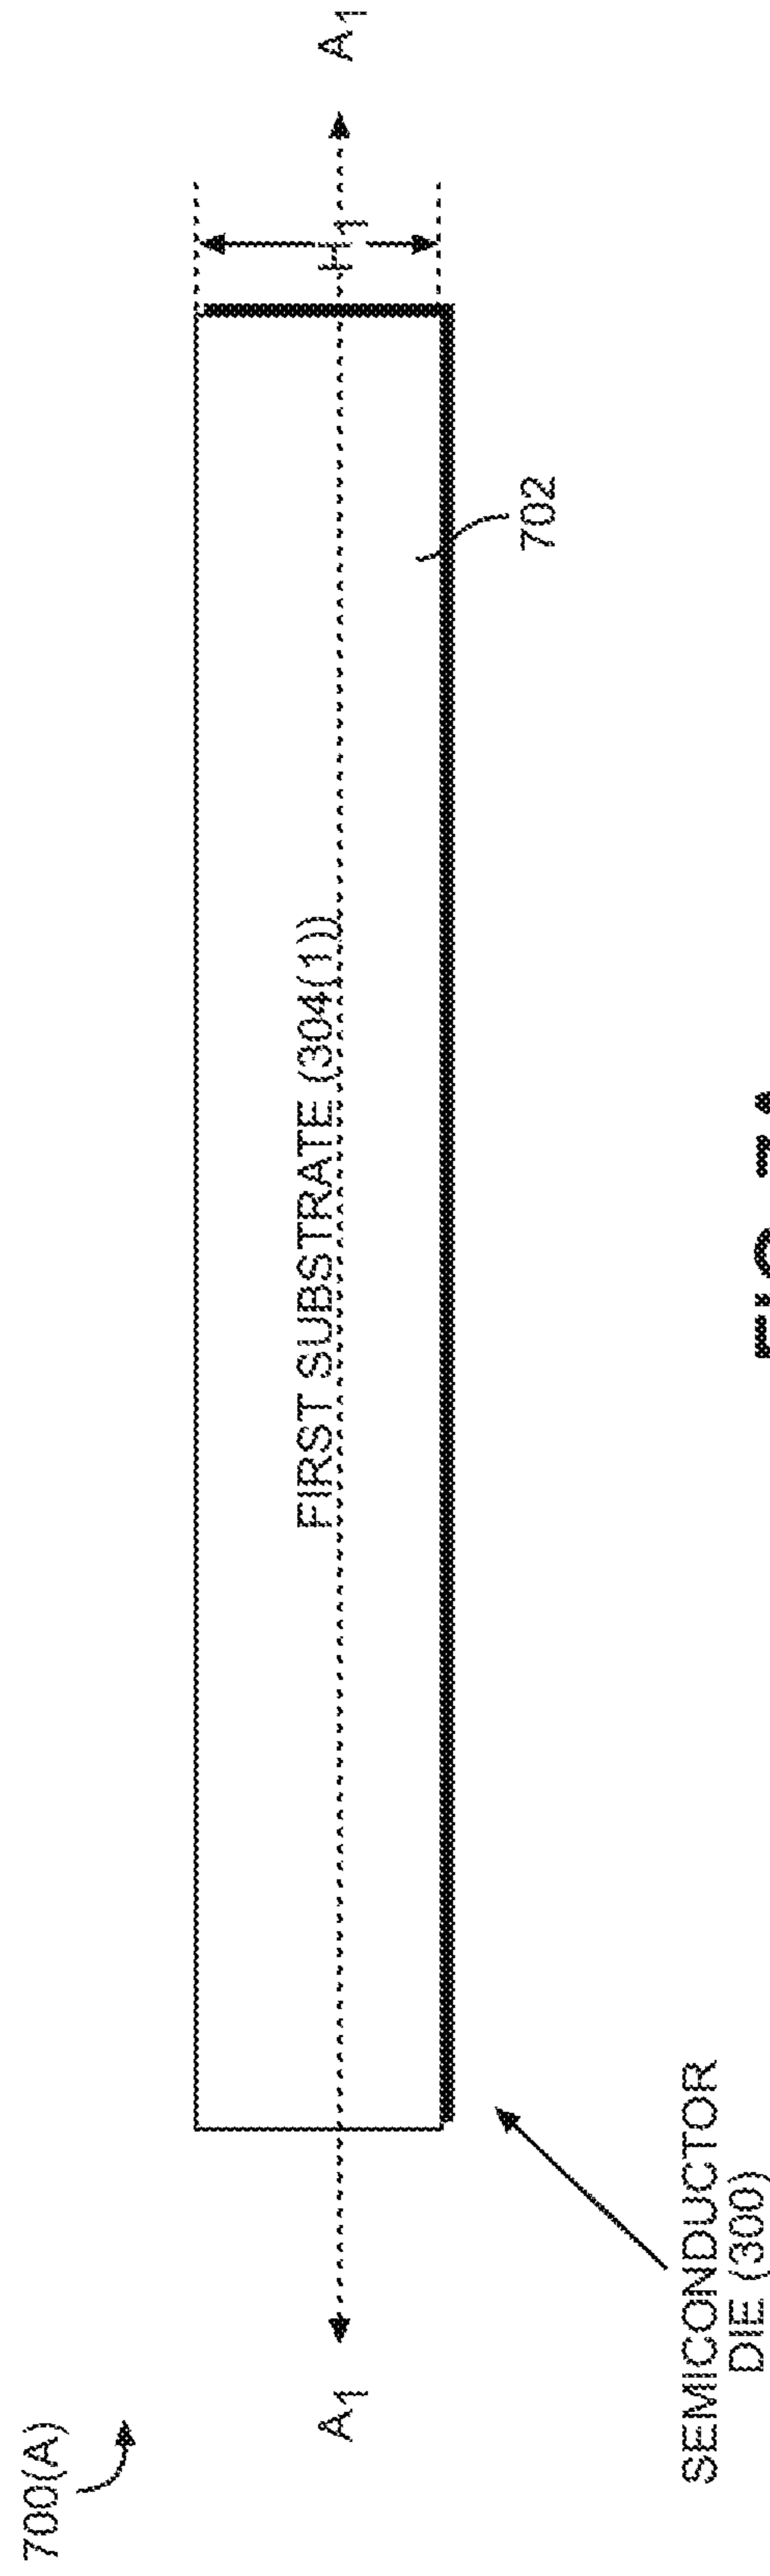 700(A)
A1
FIRST SUBSTRATE (304(1))
H1
A1
702
SEMICONDUCTOR
DIE (300)